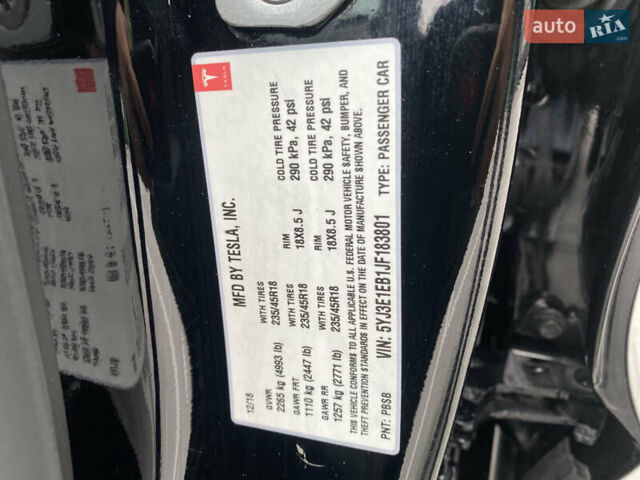 auto RIA
.com
TESLA
MFD BY TESLA, INC.
12/18
GVWR WITH TIRES RIM COLD TIRE PRESSURE
2265 kg (4993 lb) 235/45R18 18X8.5 J 290 kPa, 42 psi
GAWR FRT WITH TIRES RIM COLD TIRE PRESSURE
1110 kg (2447 lb) 235/45R18 18X8.5 J 290 kPa, 42 psi
GAWR RR
1257 kg (2771 lb) 235/45R18
THIS VEHICLE CONFORMS TO ALL APPLICABLE U.S. FEDERAL MOTOR VEHICLE SAFETY, BUMPER, AND
THEFT PREVENTION STANDARDS IN EFFECT ON THE DATE OF MANUFACTURE SHOWN ABOVE.
VIN: 5YJ3E1EB1JF183801 TYPE: PASSENGER CAR
PNT: PBSB